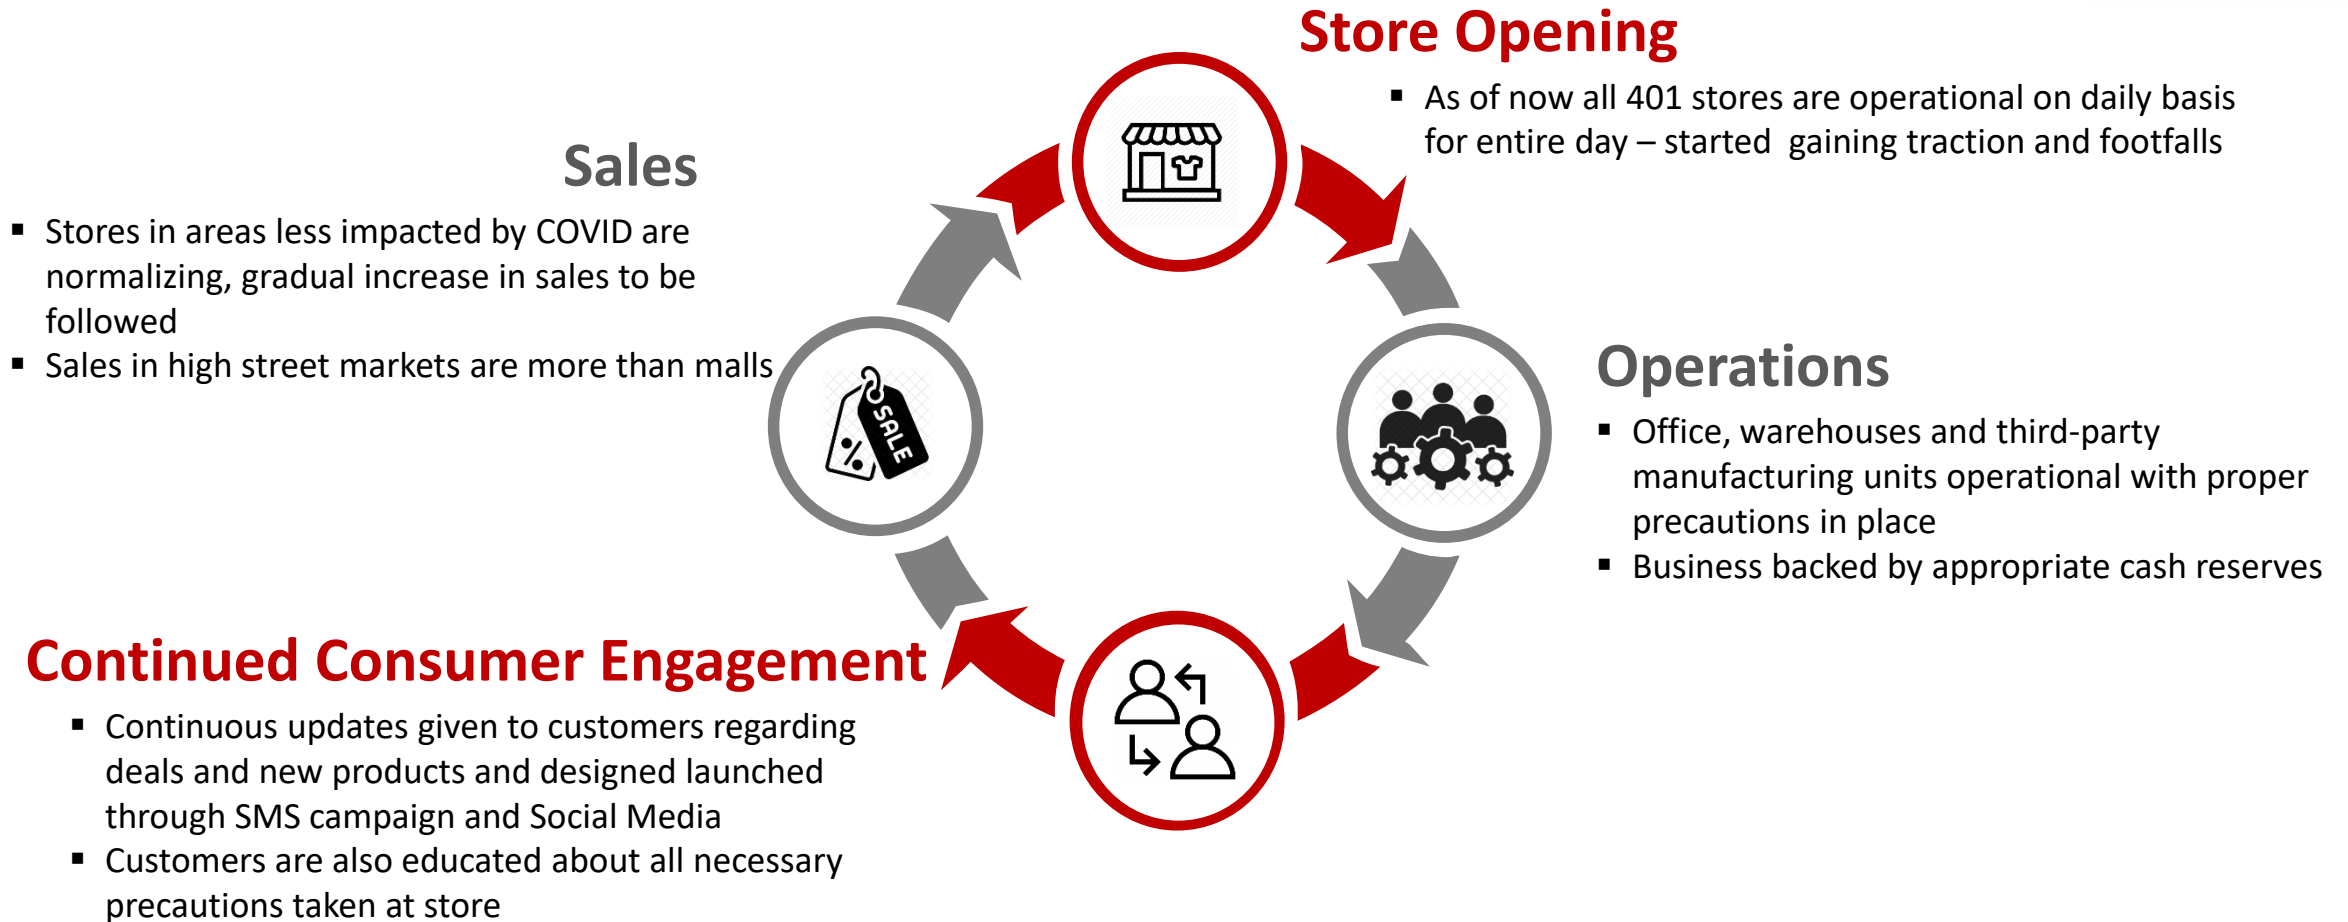 Store Opening
▪ As of now all 401 stores are operational on daily basis
for entire day – started  gaining traction and footfalls
Sales
▪ Stores in areas less impacted by COVID are
normalizing, gradual increase in sales to be
followed
▪ Sales in high street markets are more than malls
SALE
%
Operations
▪ Office, warehouses and third-party
manufacturing units operational with proper
precautions in place
▪ Business backed by appropriate cash reserves
Continued Consumer Engagement
▪ Continuous updates given to customers regarding
deals and new products and designed launched
through SMS campaign and Social Media
▪ Customers are also educated about all necessary
precautions taken at store